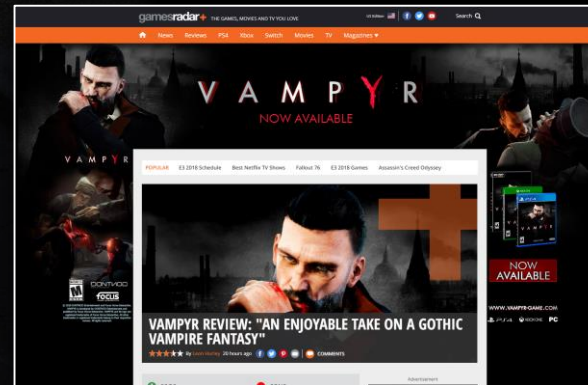 gamesradar+ THE GAMES, MOVIES AND TV YOU LOVE
US Edition
Search
News Reviews PS4 Xbox Switch Movies TV Magazines
VAMPYR
NOW AVAILABLE
VAMPYR
POPULAR E3 2018 Schedule Best Netflix TV Shows Fallout 76 E3 2018 Games Assassin's Creed Odyssey
DONTNOD
focus
NOW
AVAILABLE
WWW.VAMPYR-GAME.COM
PS4 XBOX ONE PC
VAMPYR REVIEW: "AN ENJOYABLE TAKE ON A GOTHIC
VAMPIRE FANTASY"
By Leon Hurley 20 hours ago COMMENTS
Advertisement